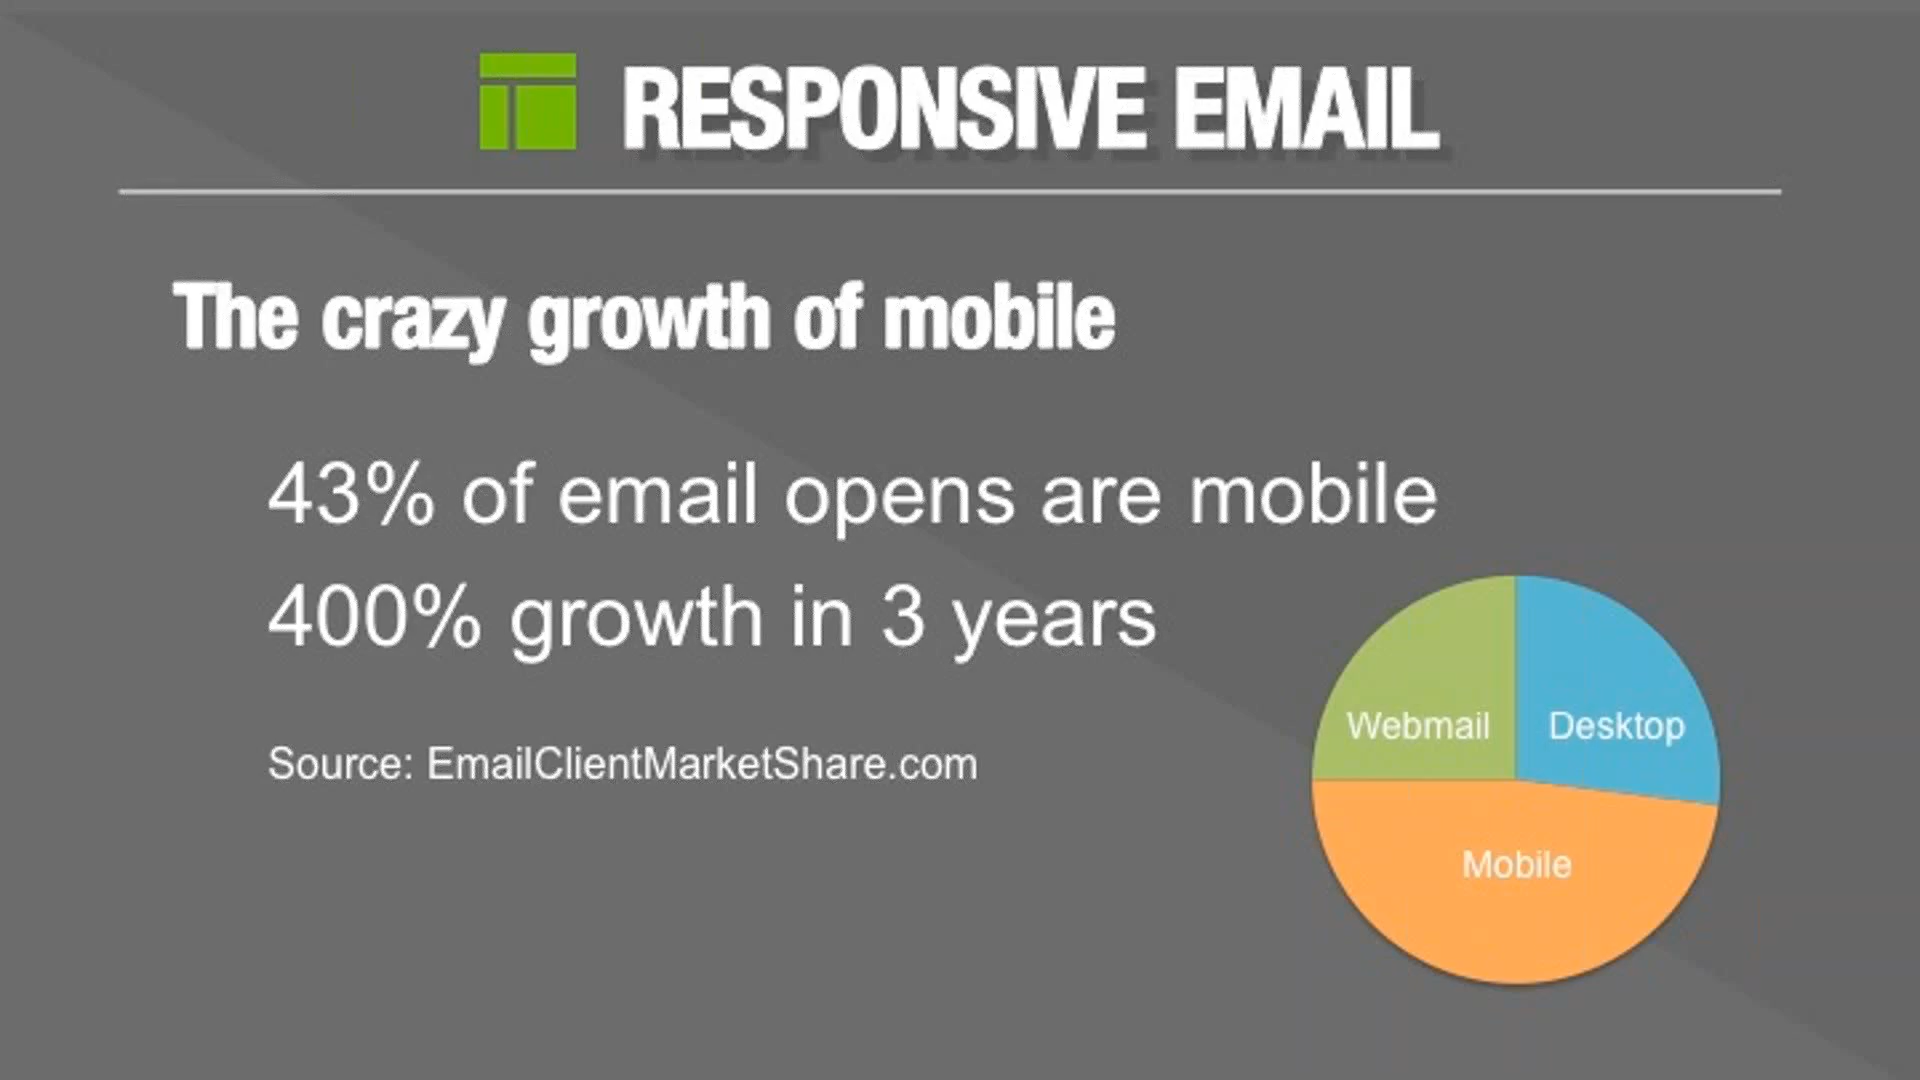 RESPONSIVE EMAIL
The crazy growth of mobile
43% of email opens are mobile
400% growth in 3 years
Source: EmailClientMarketShare.com
Webmail
Desktop
Mobile